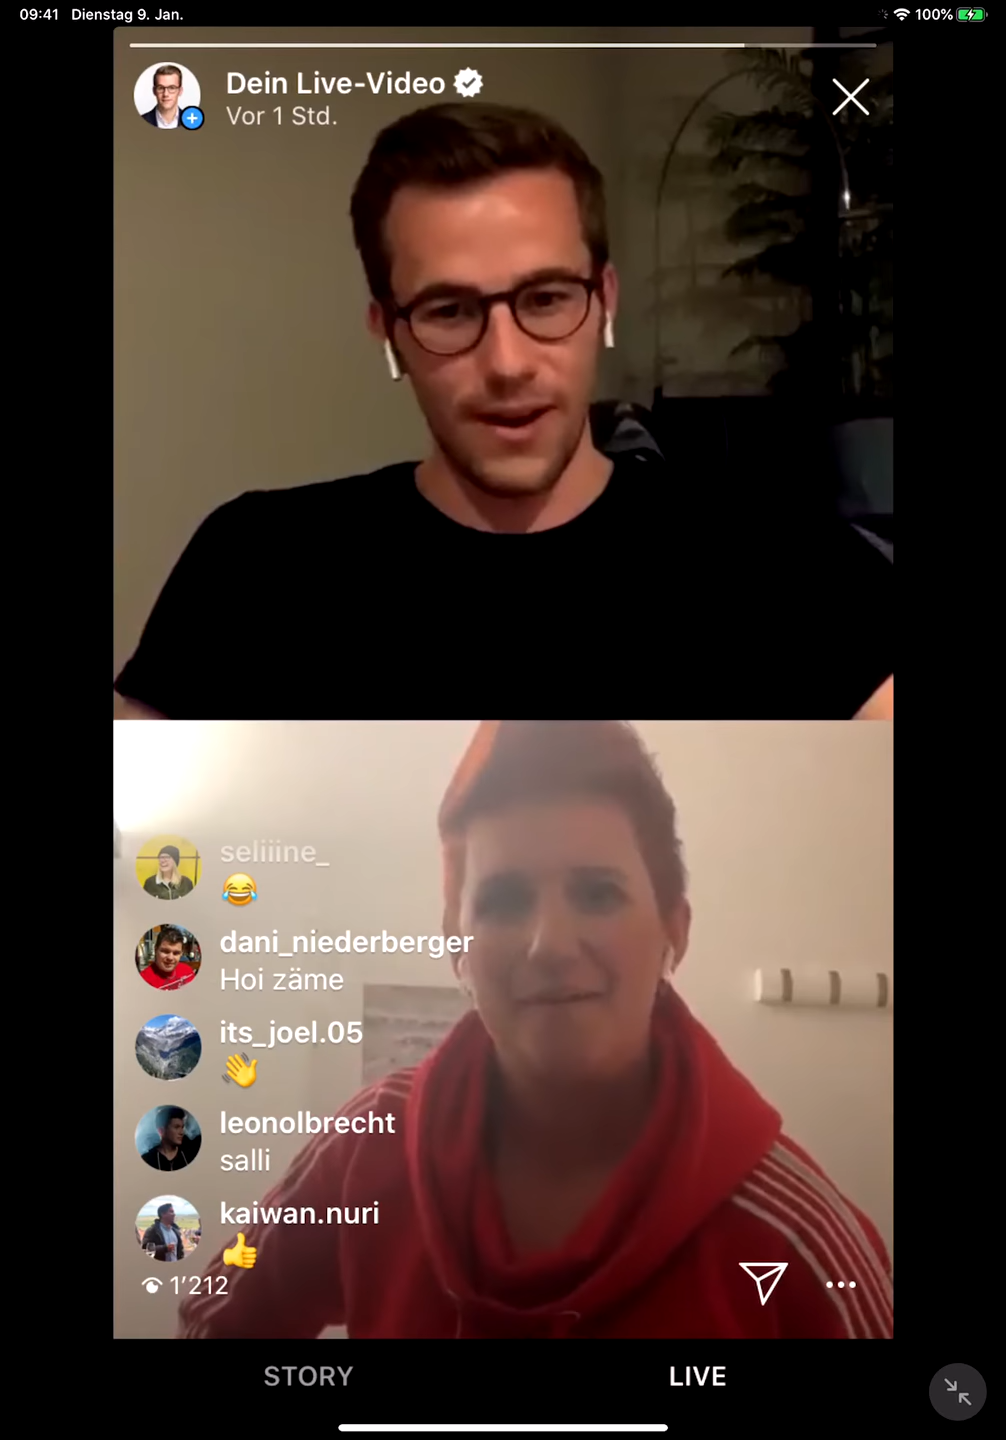 09:41 Dienstag 9. Jan.
100%
Dein Live-Video
Vor 1 Std.
seliiine_
😂
dani_niederberger
Hoi zäme
its_joel.05
👋
leonolbrecht
salli
kaiwan.nuri
👍
1’212
STORY
LIVE